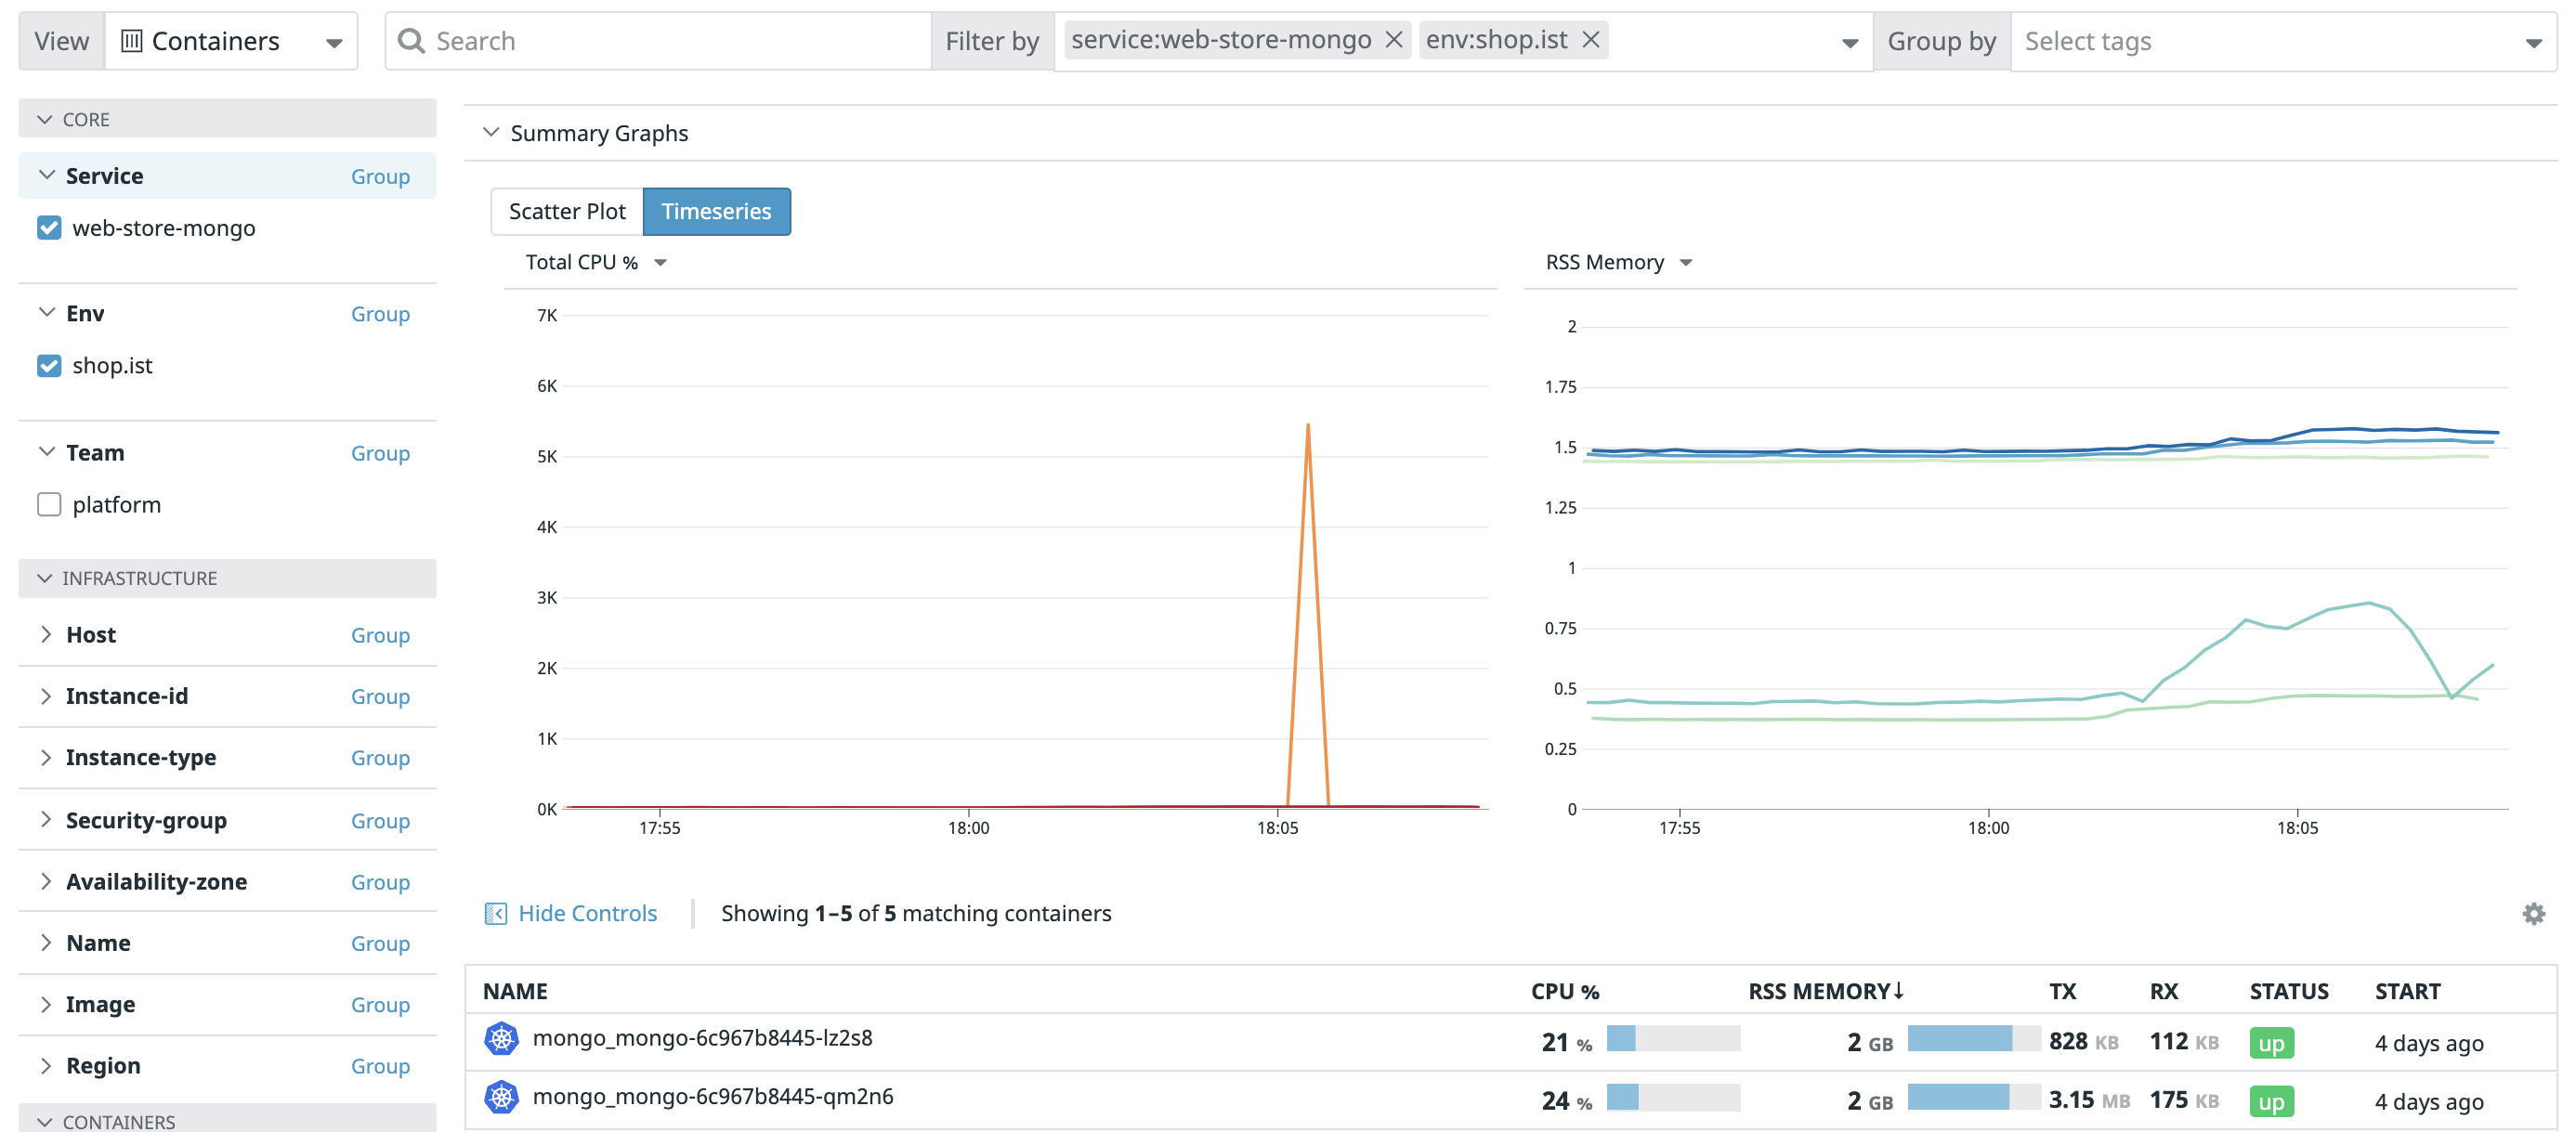 View Containers Search Filter by service:web-store-mongo env:shop.ist Group by Select tags
CORE
Service Group
web-store-mongo
Env Group
shop.ist
Team Group
platform
INFRASTRUCTURE
Host Group
Instance-id Group
Instance-type Group
Security-group Group
Availability-zone Group
Name Group
Image Group
Region Group
CONTAINERS
Summary Graphs
Scatter Plot Timeseries
Total CPU %
7K
6K
5K
4K
3K
2K
1K
0K
17:55 18:00 18:05
RSS Memory
2
1.75
1.5
1.25
1
0.75
0.5
0.25
0
17:55 18:00 18:05
Hide Controls Showing 1–5 of 5 matching containers
NAME CPU % RSS MEMORY↓ TX RX STATUS START
mongo_mongo-6c967b8445-lz2s8 21 % 2 GB 828 KB 112 KB up 4 days ago
mongo_mongo-6c967b8445-qm2n6 24 % 2 GB 3.15 MB 175 KB up 4 days ago